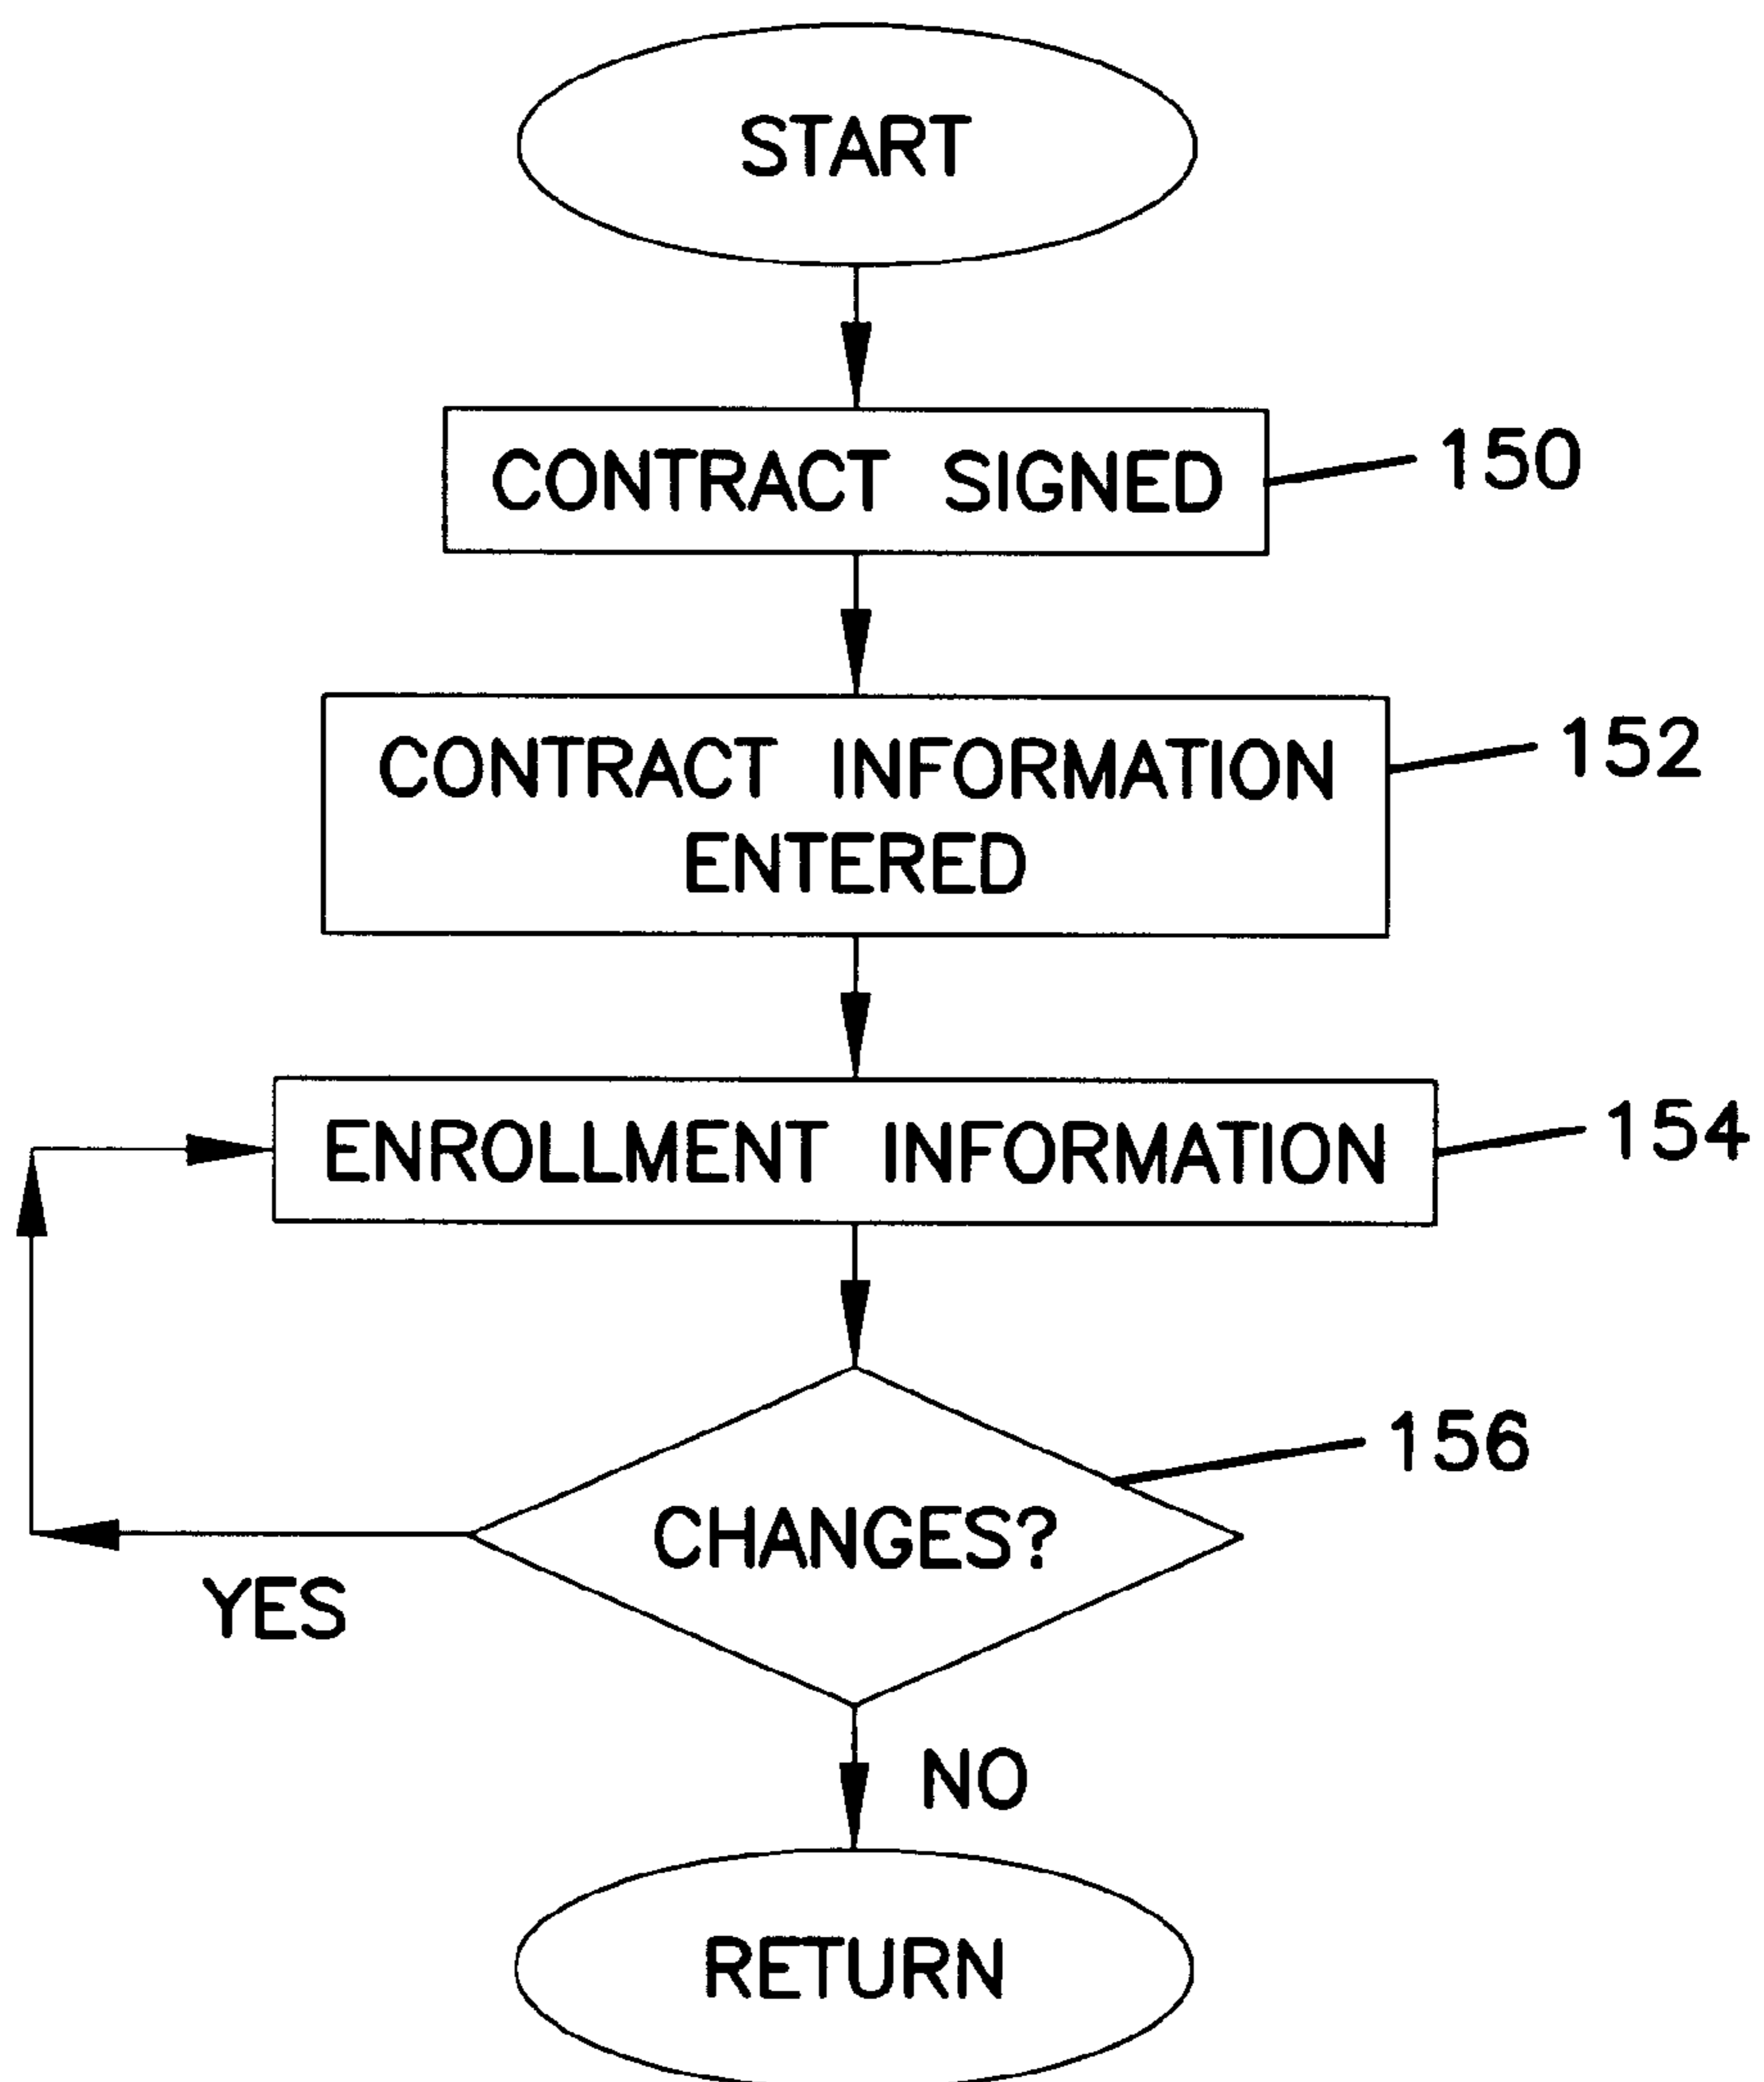 START
CONTRACT SIGNED
150
CONTRACT INFORMATION
ENTERED
152
ENROLLMENT INFORMATION
154
156
CHANGES?
YES
NO
RETURN